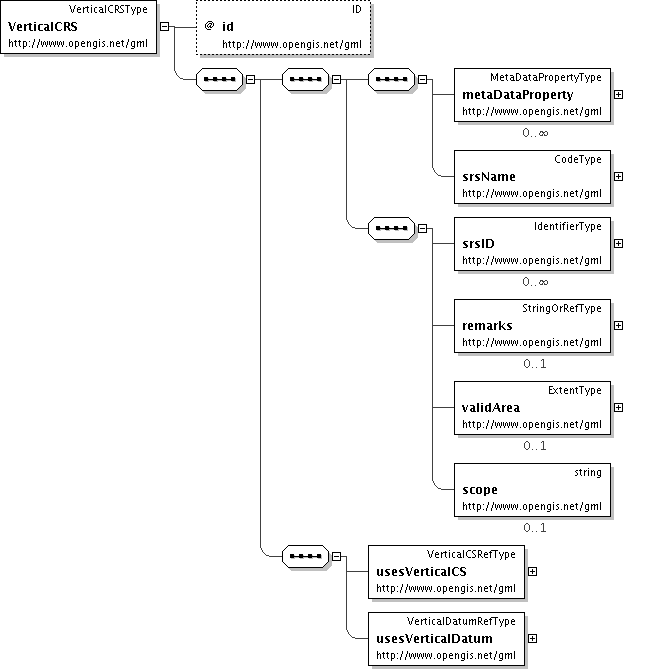 VerticalCRSType
VerticalCRS
http://www.opengis.net/gml
ID
@ id
http://www.opengis.net/gml
MetaDataPropertyType
metaDataProperty
http://www.opengis.net/gml
0..∞
CodeType
srsName
http://www.opengis.net/gml
IdentifierType
srsID
http://www.opengis.net/gml
0..∞
StringOrRefType
remarks
http://www.opengis.net/gml
0..1
ExtentType
validArea
http://www.opengis.net/gml
0..1
string
scope
http://www.opengis.net/gml
0..1
VerticalCSRefType
usesVerticalCS
http://www.opengis.net/gml
VerticalDatumRefType
usesVerticalDatum
http://www.opengis.net/gml